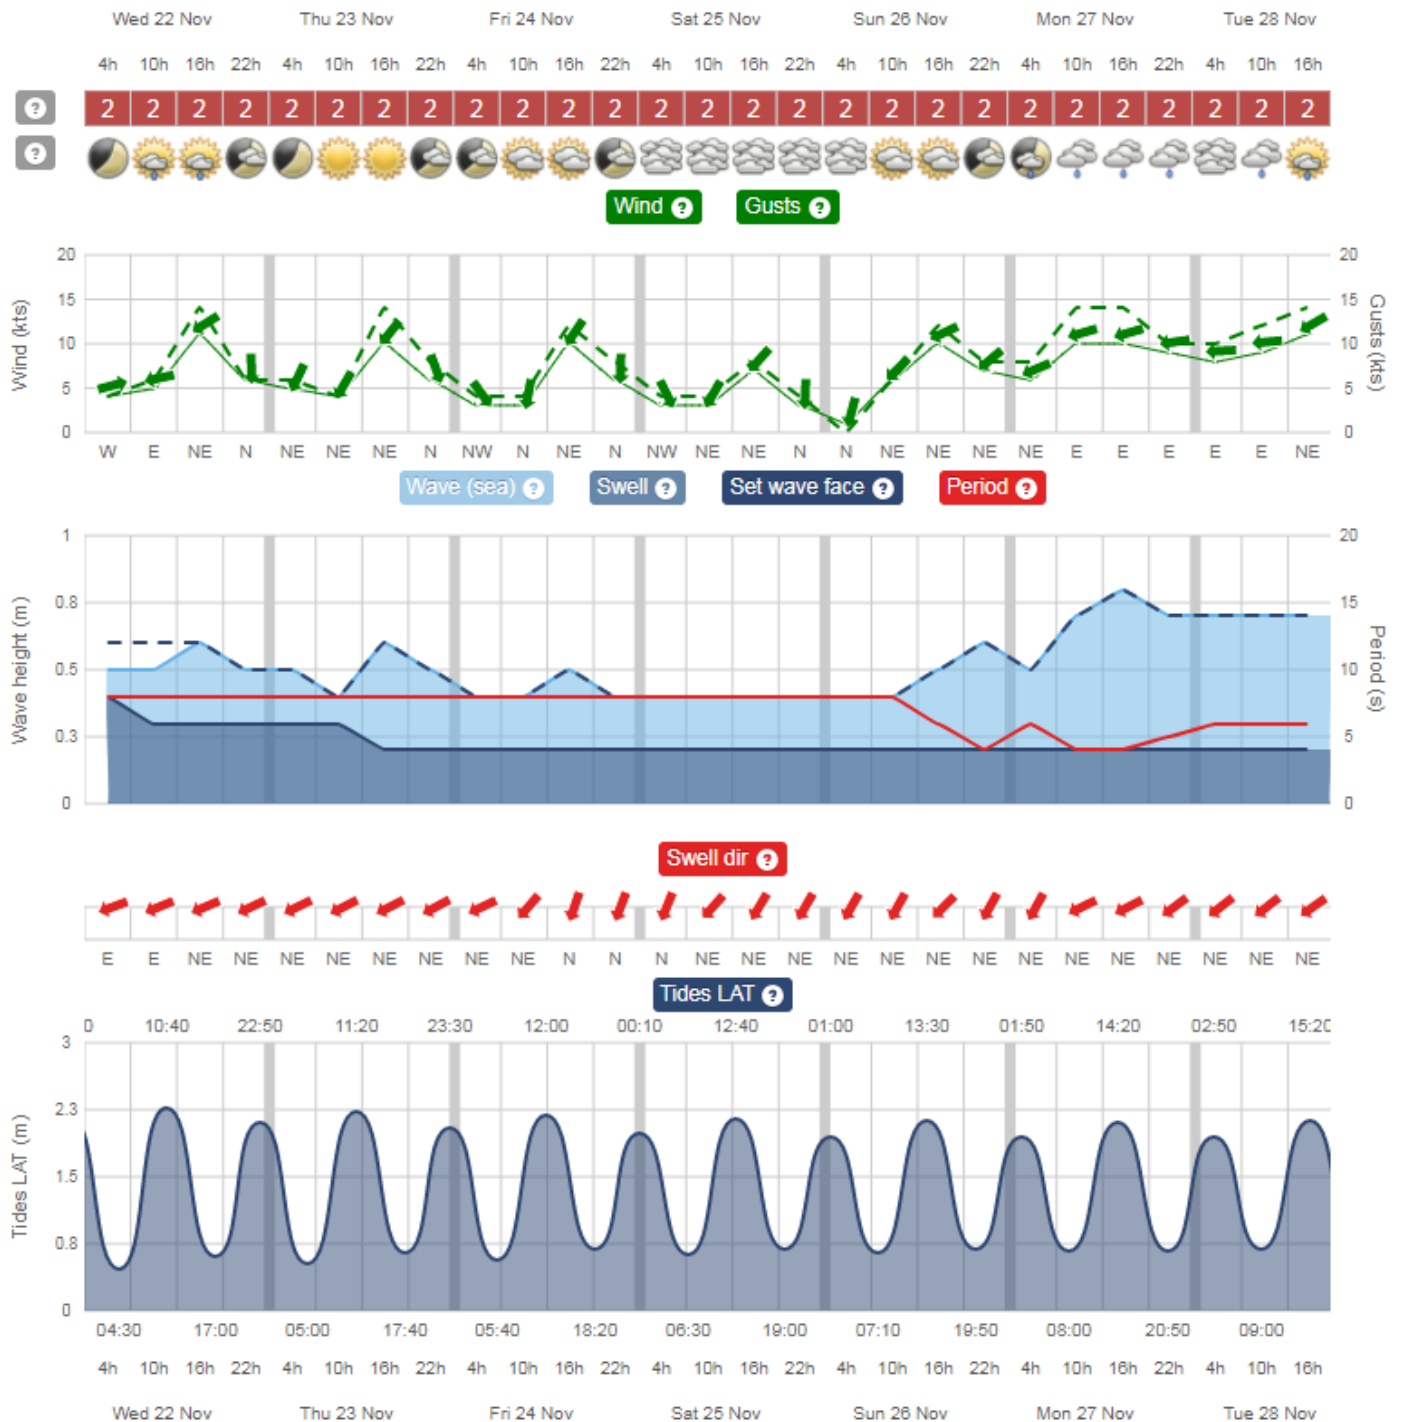 Wed 22 Nov Thu 23 Nov Fri 24 Nov Sat 25 Nov Sun 26 Nov Mon 27 Nov Tue 28 Nov
4h 10h 16h 22h 4h 10h 16h 22h 4h 10h 16h 22h 4h 10h 16h 22h 4h 10h 16h 22h 4h 10h 16h 22h 4h 10h 16h
? 2 2 2 2 2 2 2 2 2 2 2 2 2 2 2 2 2 2 2 2 2 2 2 2 2 2 2
?
Wind ? Gusts ?
Wind (kts)
20 20
15 15
10 10
5 5
0 0
Gusts (kts)
W E NE N NE NE NE N NW N NE N NW NE NE N N NE NE NE NE E E E E E NE
Wave (sea) ? Swell ? Set wave face ? Period ?
Wave height (m)
1 20
0.8 15
0.5 10
0.3 5
0 0
Period (s)
Swell dir ?
E E NE NE NE NE NE NE NE NE N N N NE NE NE NE NE NE NE NE NE NE NE NE NE NE
Tides LAT ?
0 10:40 22:50 11:20 23:30 12:00 00:10 12:40 01:00 13:30 01:50 14:20 02:50 15:20
Tides LAT (m)
3
2.3
1.5
0.8
0
04:30 17:00 05:00 17:40 05:40 18:20 06:30 19:00 07:10 19:50 08:00 20:50 09:00
4h 10h 16h 22h 4h 10h 16h 22h 4h 10h 16h 22h 4h 10h 16h 22h 4h 10h 16h 22h 4h 10h 16h 22h 4h 10h 16h
Wed 22 Nov Thu 23 Nov Fri 24 Nov Sat 25 Nov Sun 26 Nov Mon 27 Nov Tue 28 Nov